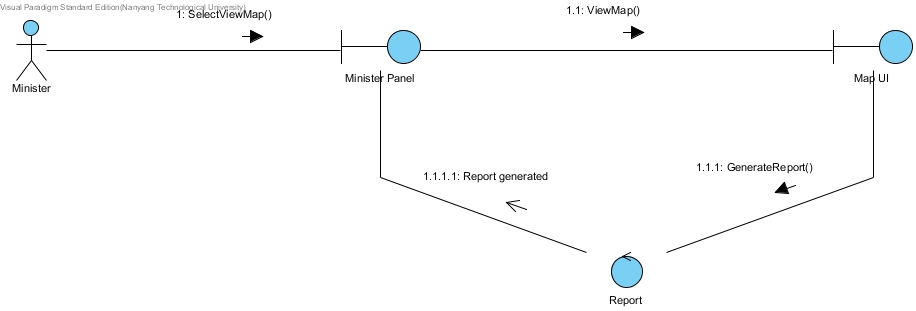 Visual Paradigm Standard Edition(Nanyang Technological University)
1: SelectViewMap()
1.1: ViewMap()
Minister
Minister Panel
Map UI
1.1.1.1: Report generated
1.1.1: GenerateReport()
Report